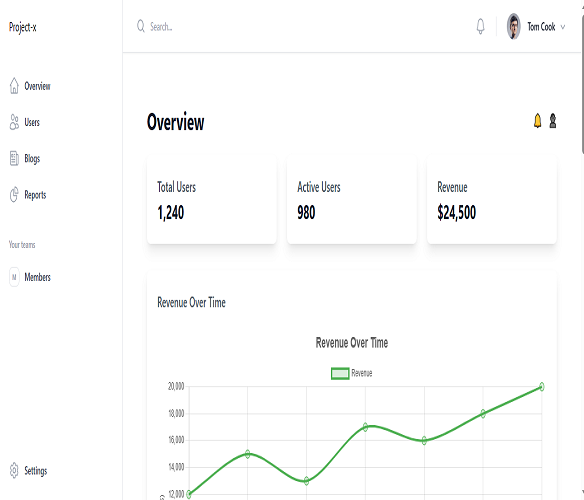 Project-x
Search...
Tom Cook
Overview
Users
Blogs
Reports
Your teams
M
Members
Settings
Overview
Total Users
1,240
Active Users
980
Revenue
$24,500
Revenue Over Time
Revenue Over Time
Revenue
20,000
18,000
16,000
14,000
12,000